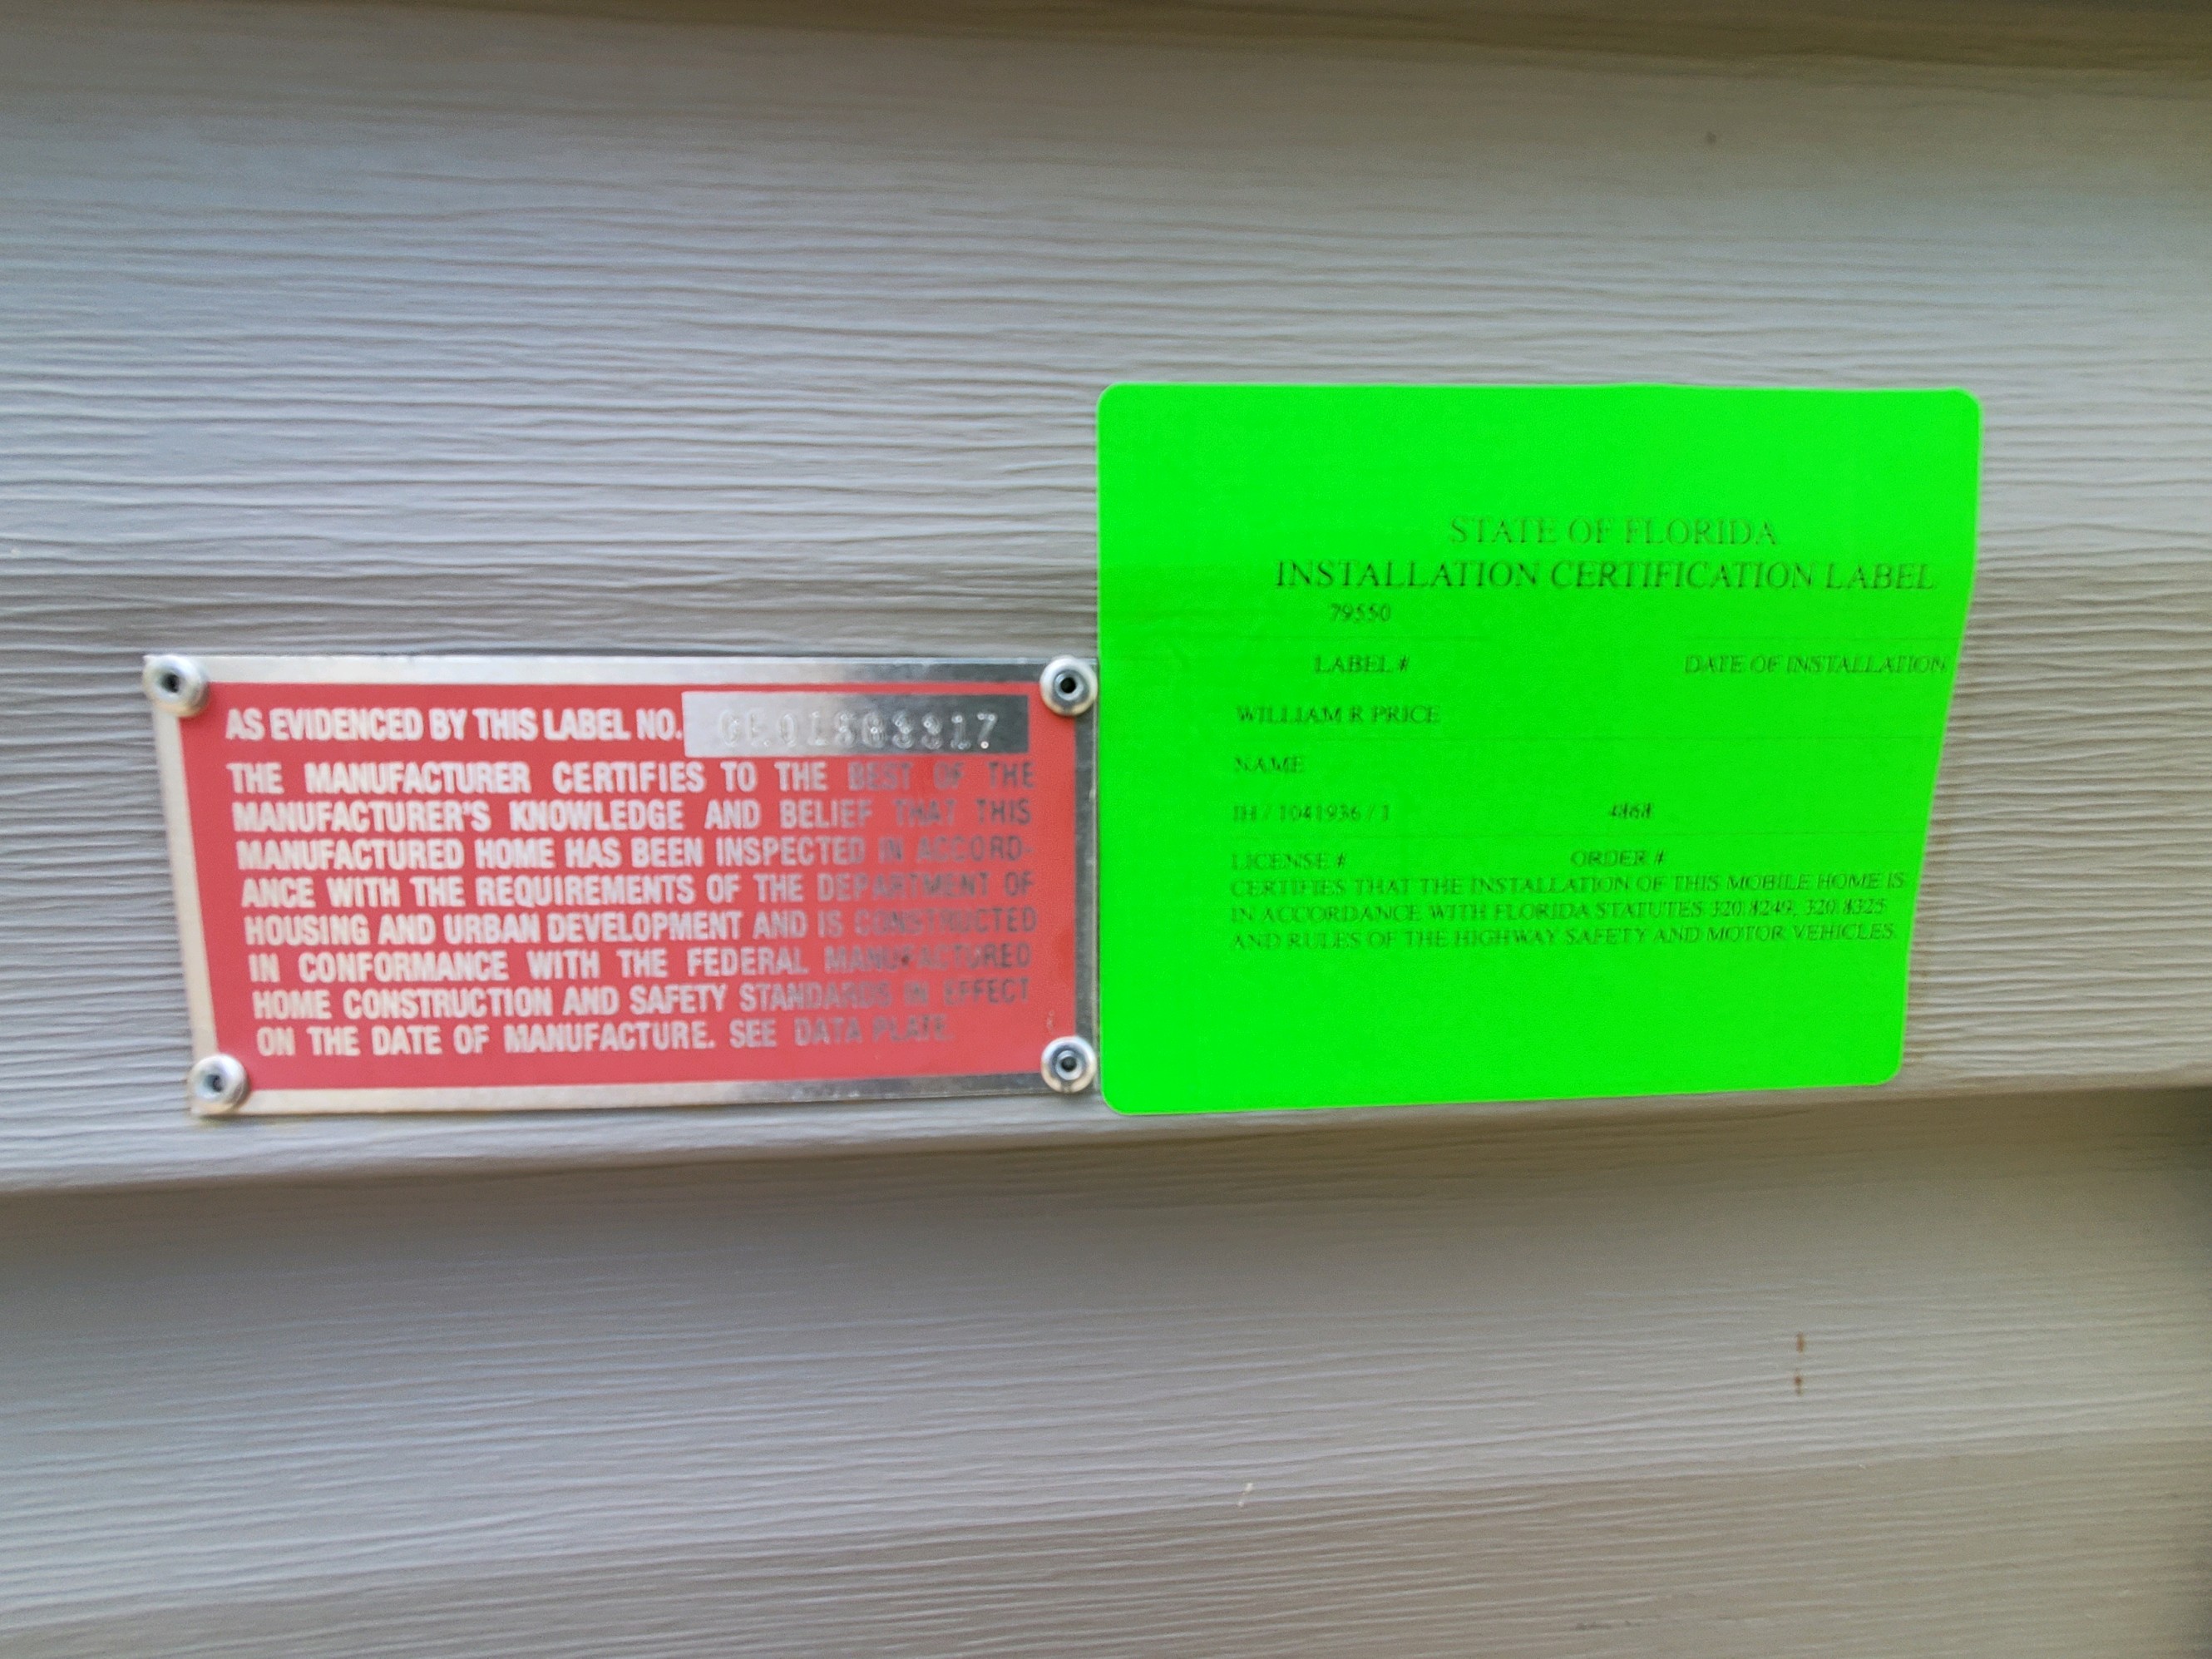 AS EVIDENCED BY THIS LABEL NO.
THE MANUFACTURER CERTIFIES TO THE BEST OF THE
MANUFACTURER'S KNOWLEDGE AND BELIEF THAT THIS
MANUFACTURED HOME HAS BEEN INSPECTED IN ACCORD-
ANCE WITH THE REQUIREMENTS OF THE DEPARTMENT OF
HOUSING AND URBAN DEVELOPMENT AND IS CONSTRUCTED
IN CONFORMANCE WITH THE FEDERAL MANUFACTURED
HOME CONSTRUCTION AND SAFETY STANDARDS IN EFFECT
ON THE DATE OF MANUFACTURE. SEE DATA PLATE.
STATE OF FLORIDA
INSTALLATION CERTIFICATION LABEL
79550
LABEL # DATE OF INSTALLATION
WILLIAM R PRICE
NAME
IH / 1041936 / 1
LICENSE # ORDER #
CERTIFIES THAT THE INSTALLATION OF THIS MOBILE HOME IS
IN ACCORDANCE WITH FLORIDA STATUTES 320.8249, 320.8325
AND RULES OF THE HIGHWAY SAFETY AND MOTOR VEHICLES.